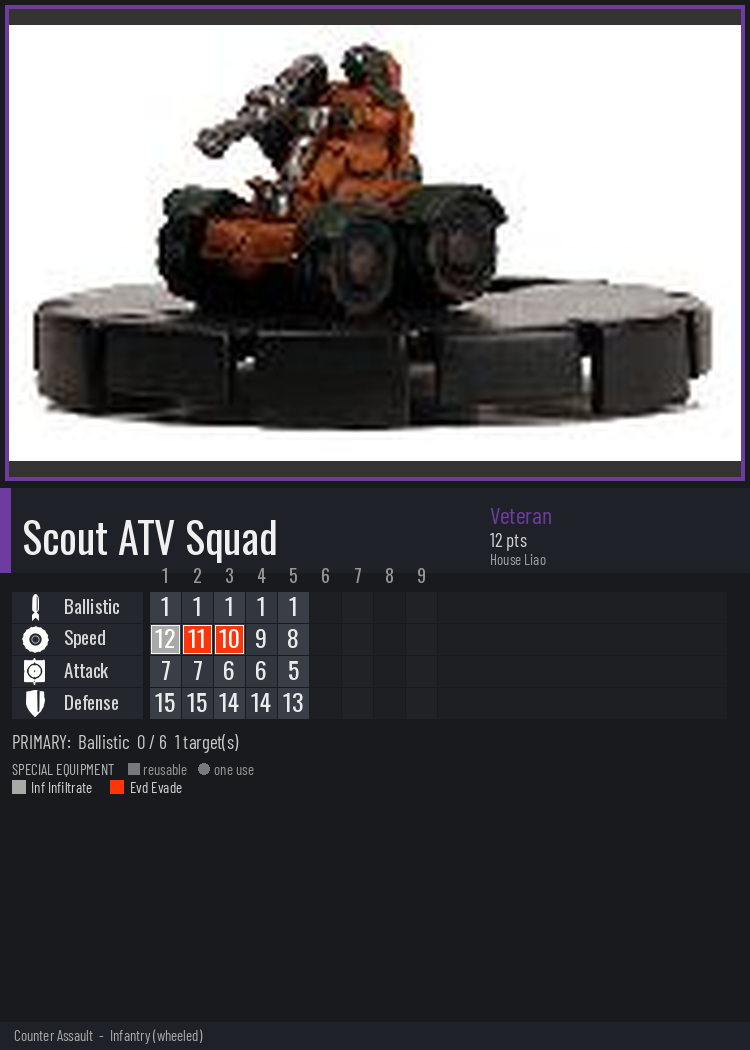 Scout ATV Squad
Veteran
12 pts
House Liao
1 2 3 4 5 6 7 8 9
Ballistic 1 1 1 1 1
Speed 12 11 10 9 8
Attack 7 7 6 6 5
Defense 15 15 14 14 13
PRIMARY: Ballistic 0 / 6 1 target(s)
SPECIAL EQUIPMENT reusable one use
Inf Infiltrate Evd Evade
Counter Assault - Infantry (wheeled)